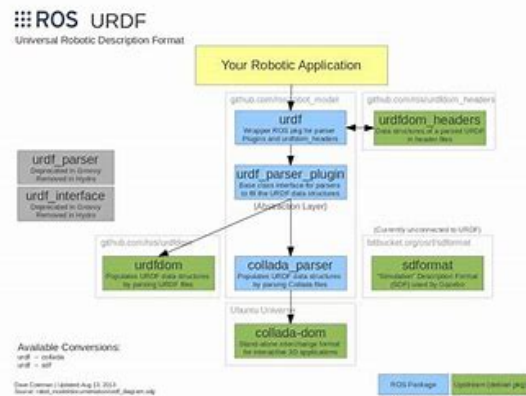 ROS URDF
Universal Robotic Description Format
Your Robotic Application
github.com/ros/robot_model
github.com/ros/urdfdom_headers
urdf
Wrapper ROS pkg for parser
Plugins and urdfdom_headers
urdfdom_headers
Data structures of a parsed URDF
in header files
urdf_parser
Deprecated in Groovy
Removed in Hydro
urdf_interface
Deprecated in Groovy
Removed in Hydro
urdf_parser_plugin
Base class interface for parsers
to fill the URDF data structures
(Abstraction Layer)
(Currently unconnected to URDF)
github.com/ros/urdfdom
bitbucket.org/osrf/sdformat
urdfdom
Populates URDF data structures
by parsing URDF files
collada_parser
Populates URDF data structures
by parsing Collada files
sdformat
"Simulation" Description Format
(SDF) used by Gazebo
Ubuntu Universe
collada-dom
Stand-alone interchange format
for interactive 3D applications
Available Conversions:
urdf → collada
urdf → sdf
Dave Coleman | Updated Aug 13, 2013
ROS Package
Upstream (debian pkg)